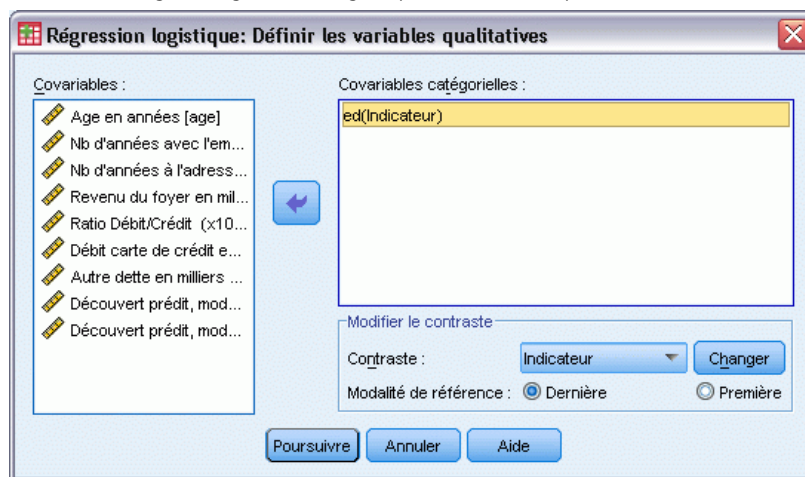 Régression logistique: Définir les variables qualitatives
Covariables :
Age en années [age]
Nb d'années avec l'em...
Nb d'années à l'adress...
Revenu du foyer en mil...
Ratio Débit/Crédit (x10...
Débit carte de crédit e...
Autre dette en milliers ...
Découvert prédit, mod...
Découvert prédit, mod...
Covariables catégorielles :
ed(Indicateur)
Modifier le contraste
Contraste : Indicateur Changer
Modalité de référence : Dernière Première
Poursuivre Annuler Aide